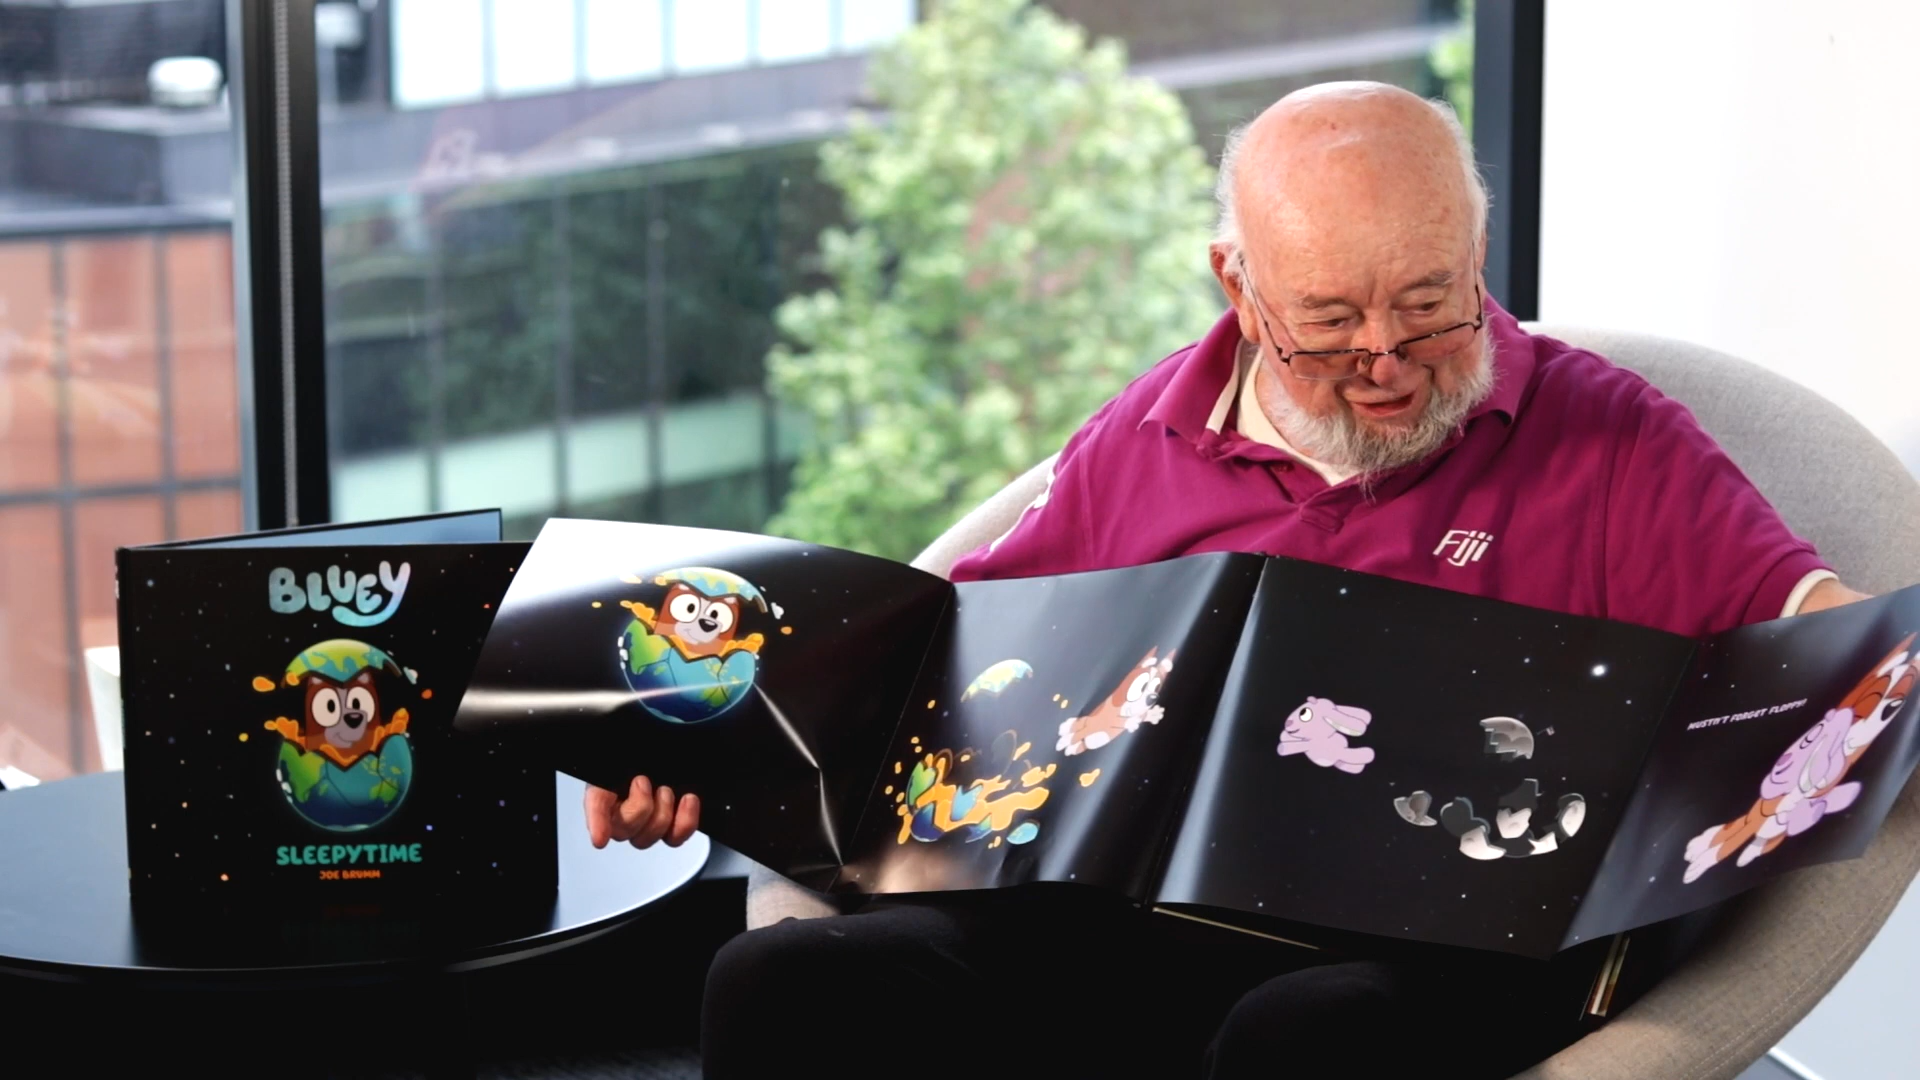 BLUEY
SLEEPYTIME
JOE BRUMM
Fiji
MUSTN'T FORGET FLOPPY!